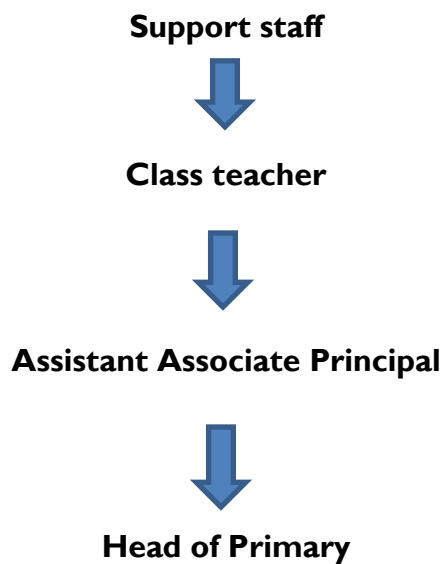 Support staff
Class teacher
Assistant Associate Principal
Head of Primary